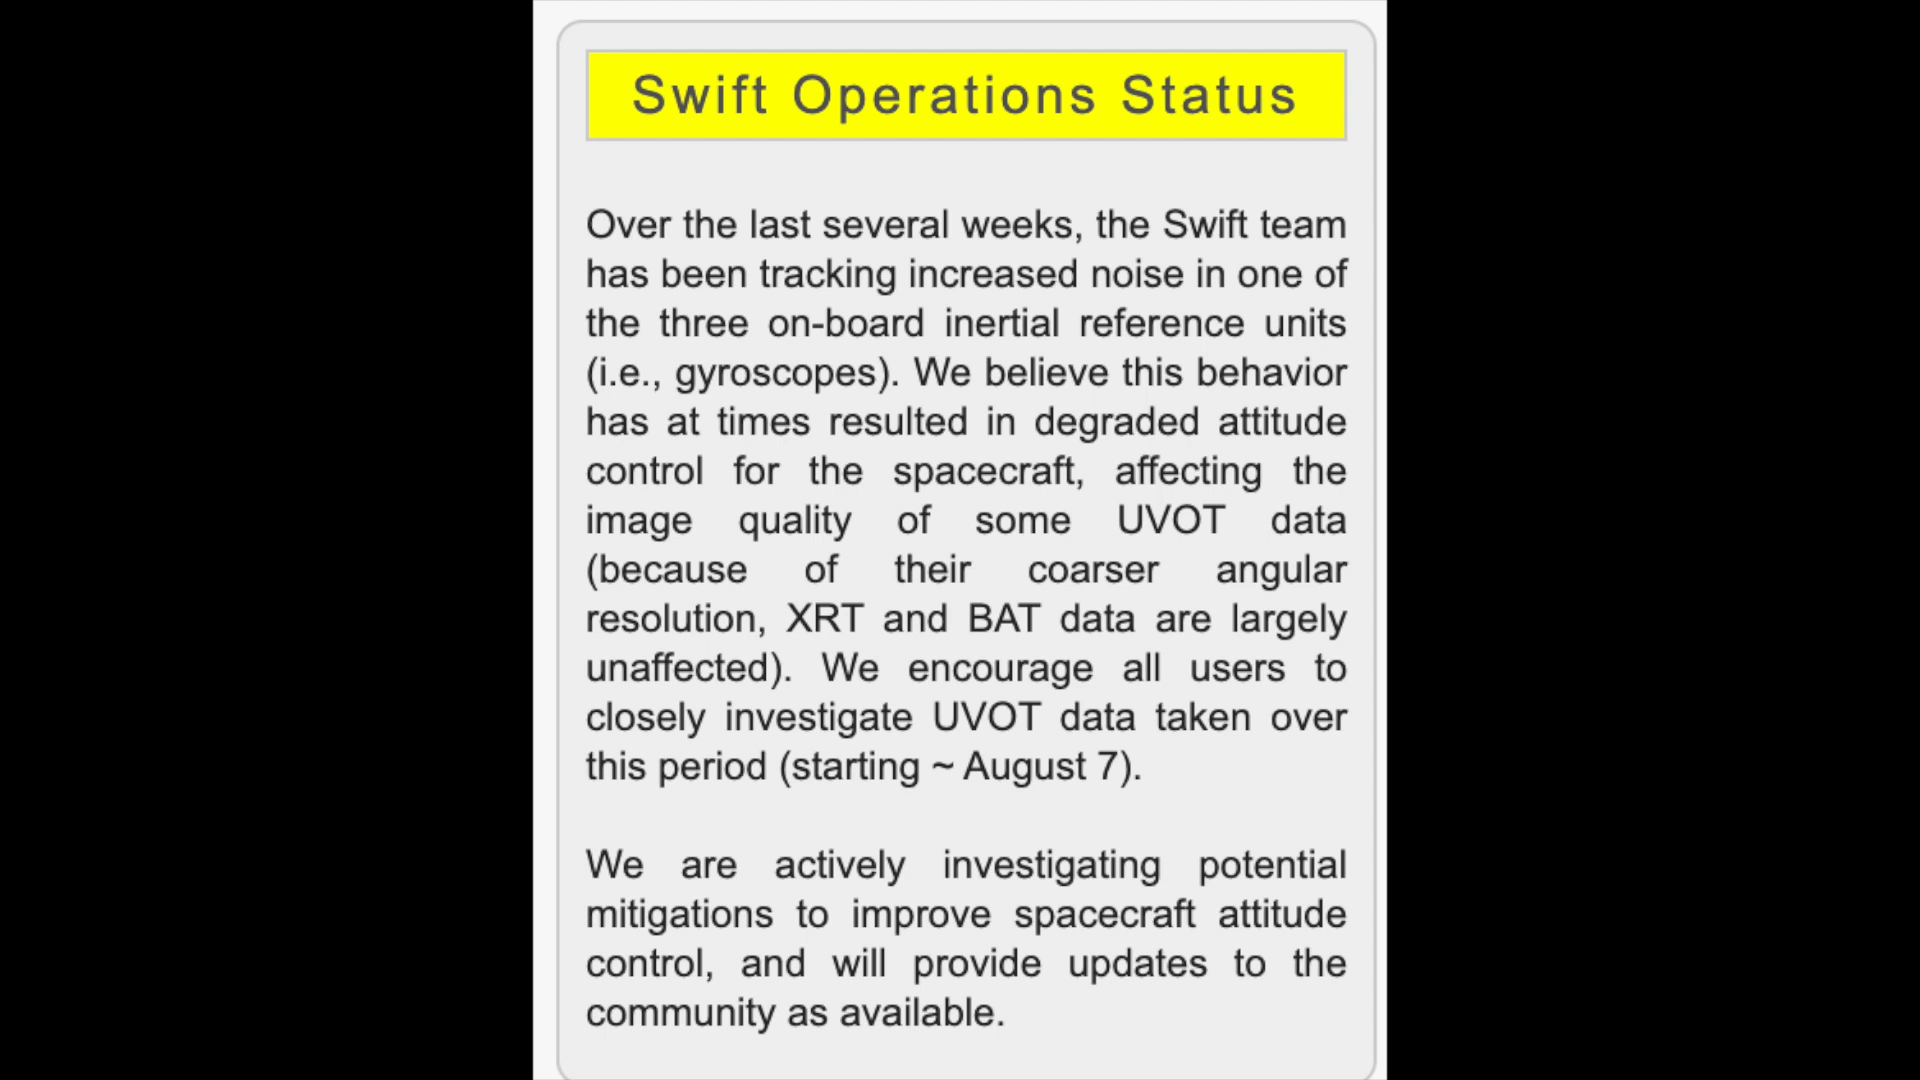 Swift Operations Status
Over the last several weeks, the Swift team
has been tracking increased noise in one of
the three on-board inertial reference units
(i.e., gyroscopes). We believe this behavior
has at times resulted in degraded attitude
control for the spacecraft, affecting the
image quality of some UVOT data
(because of their coarser angular
resolution, XRT and BAT data are largely
unaffected). We encourage all users to
closely investigate UVOT data taken over
this period (starting ~ August 7).
We are actively investigating potential
mitigations to improve spacecraft attitude
control, and will provide updates to the
community as available.